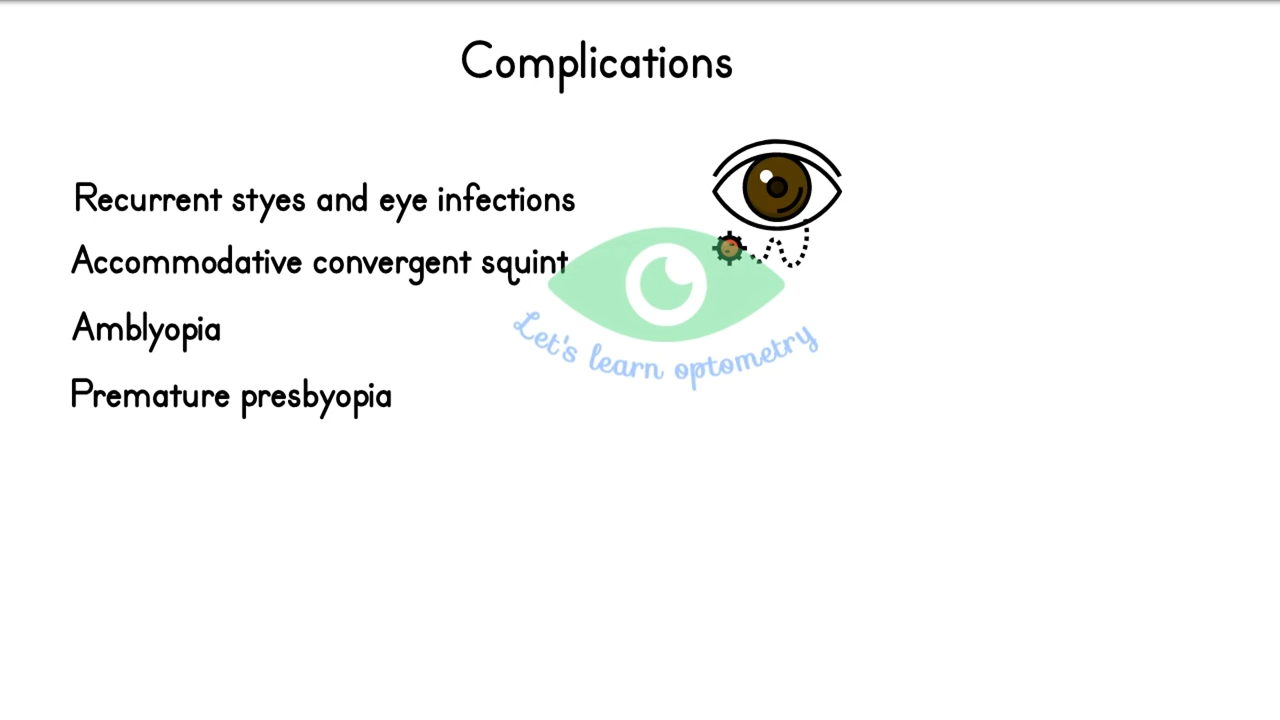 Complications
Recurrent styes and eye infections
Accommodative convergent squint
Amblyopia
Premature presbyopia
Let's learn optometry